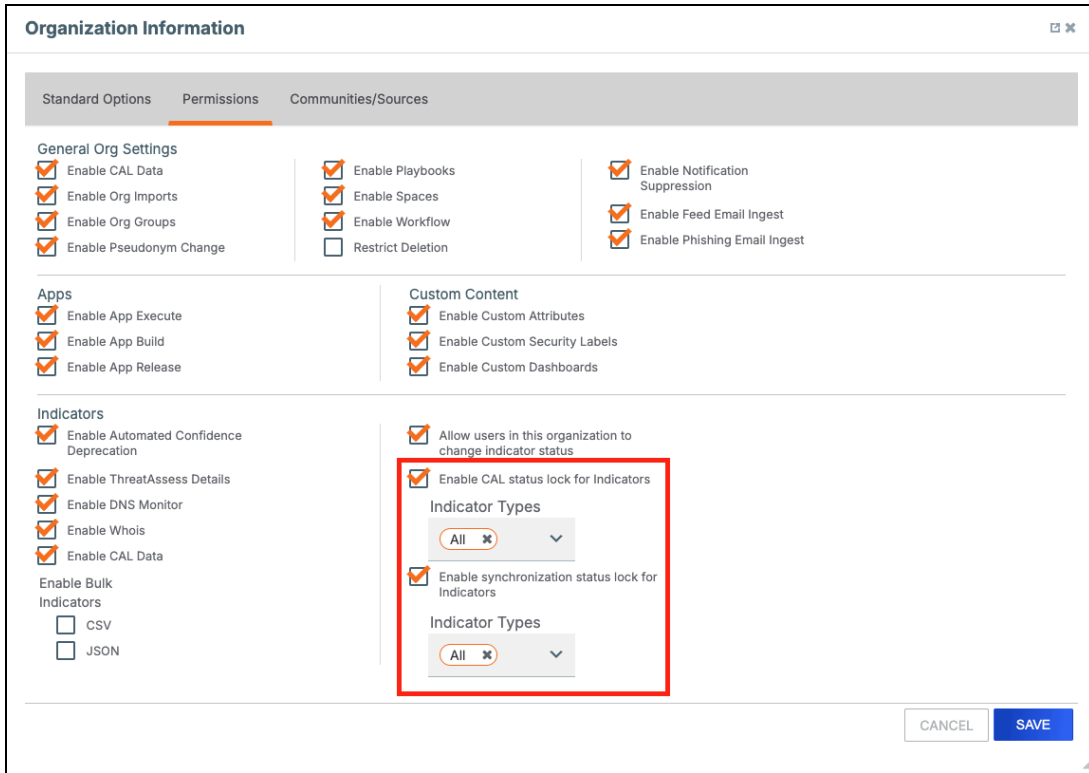 Organization Information
Standard Options
Permissions
Communities/Sources
General Org Settings
Enable CAL Data
Enable Org Imports
Enable Org Groups
Enable Pseudonym Change
Enable Playbooks
Enable Spaces
Enable Workflow
Restrict Deletion
Enable Notification
Suppression
Enable Feed Email Ingest
Enable Phishing Email Ingest
Apps
Enable App Execute
Enable App Build
Enable App Release
Custom Content
Enable Custom Attributes
Enable Custom Security Labels
Enable Custom Dashboards
Indicators
Enable Automated Confidence
Deprecation
Enable ThreatAssess Details
Enable DNS Monitor
Enable Whois
Enable CAL Data
Enable Bulk
Indicators
CSV
JSON
Allow users in this organization to
change indicator status
Enable CAL status lock for Indicators
Indicator Types
All
Enable synchronization status lock for
Indicators
Indicator Types
All
CANCEL
SAVE